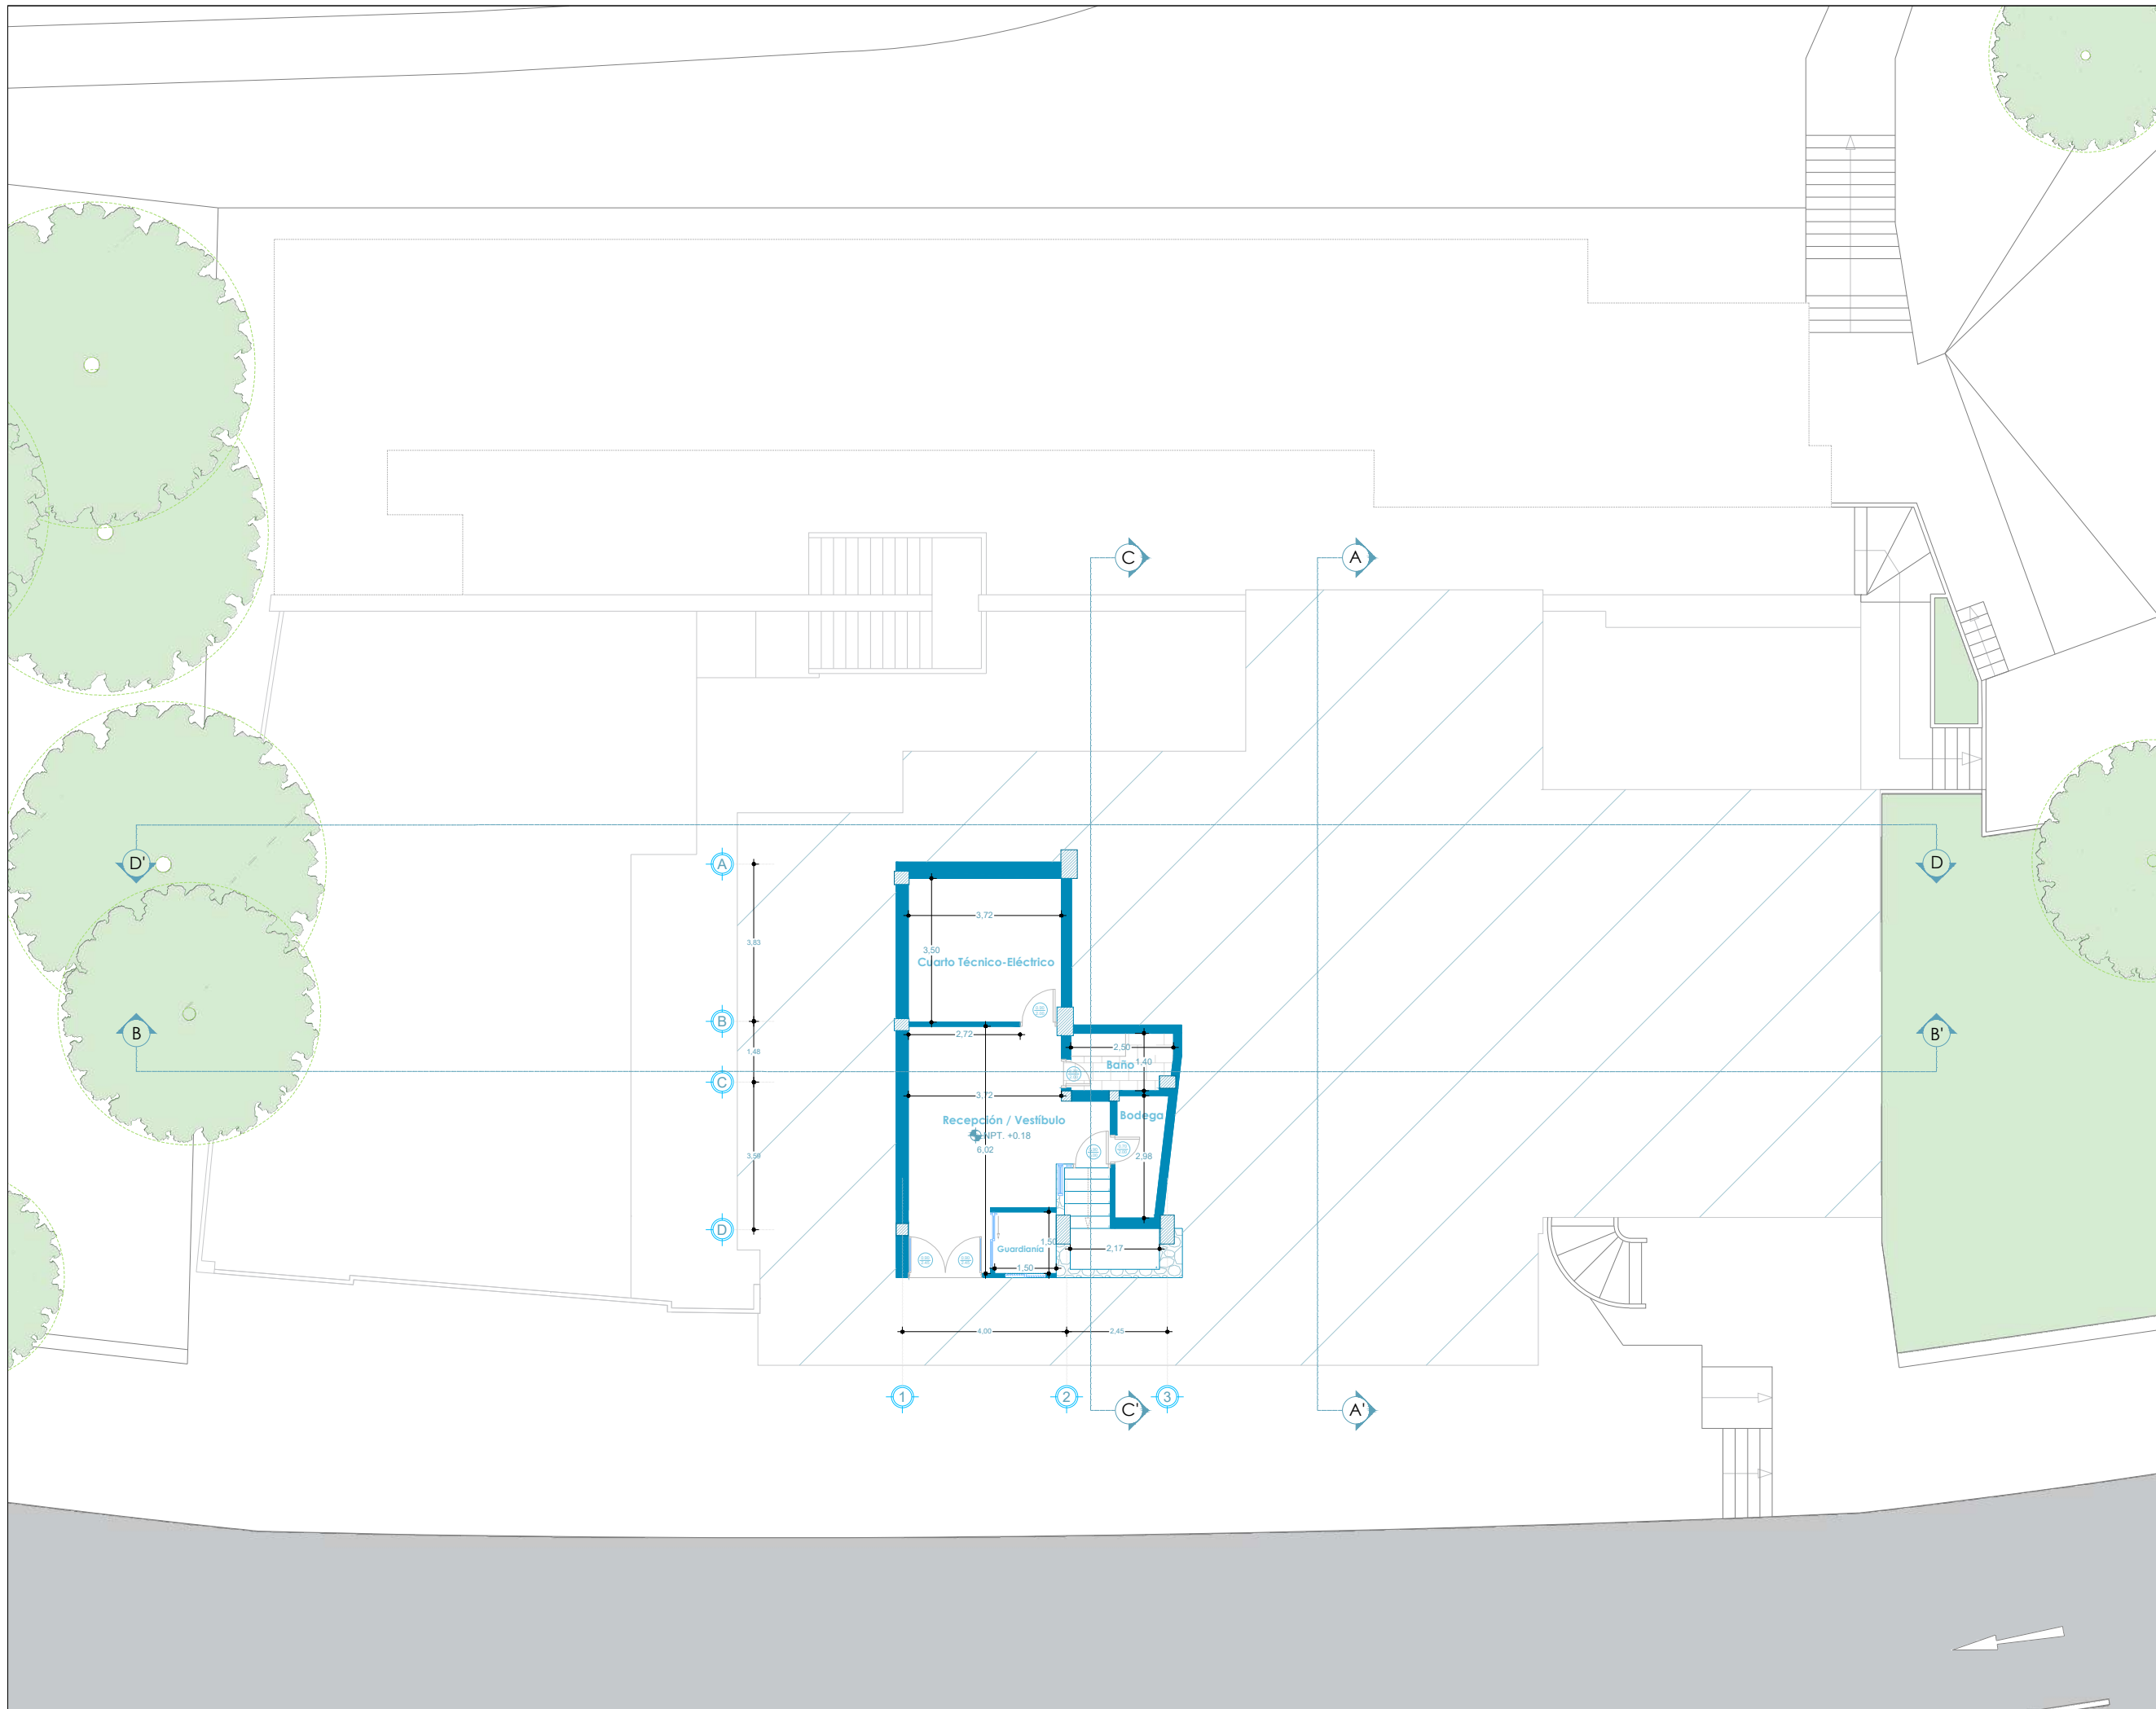 C
A
D'
A
D
3,72
3,83
3,50
Cuarto Técnico-Eléctrico
B
B
B'
2,72
2,50
1,48
1,40
Baño
C
3,72
Bodega
Recepción / Vestíbulo
NPT. +0.18
6,02
3,59
2,98
D
1,50
Guardianía
2,17
1,50
4,00
2,45
1
2
3
C'
A'